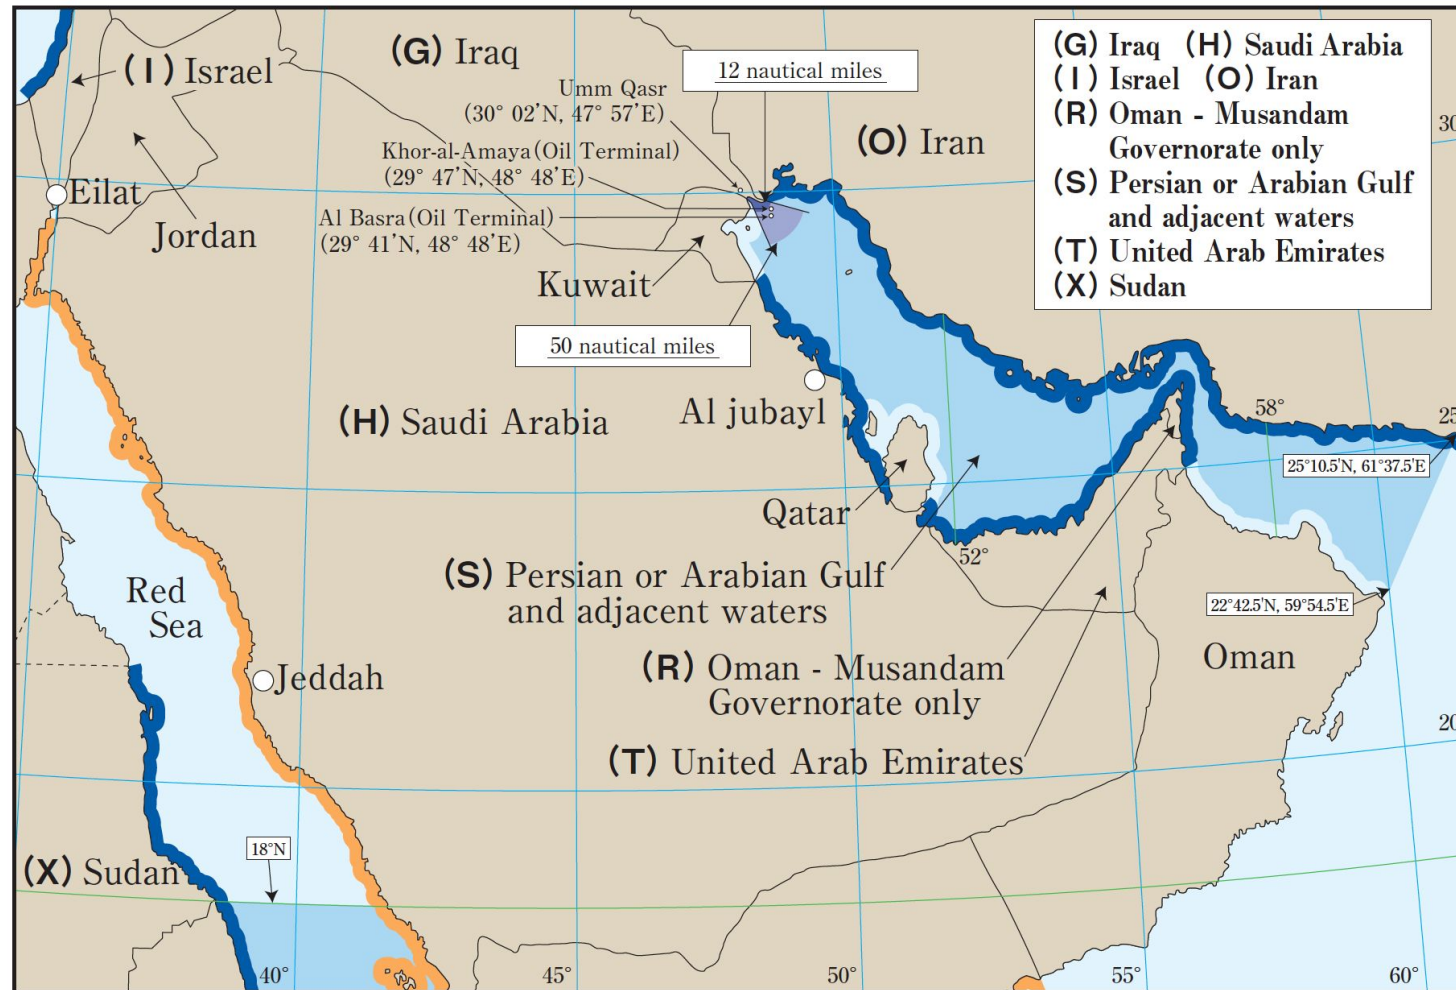 (I) Israel
(G) Iraq
12 nautical miles
Umm Qasr
(30° 02’N, 47° 57’E)
Khor-al-Amaya (Oil Terminal)
(29° 47’N, 48° 48’E)
Al Basra (Oil Terminal)
(29° 41’N, 48° 48’E)
(O) Iran
(G) Iraq (H) Saudi Arabia
(I) Israel (O) Iran
(R) Oman - Musandam
Governorate only
(S) Persian or Arabian Gulf
and adjacent waters
(T) United Arab Emirates
(X) Sudan
30
Eilat
Jordan
Kuwait
50 nautical miles
(H) Saudi Arabia
Al jubayl
58°
25
25°10.5'N, 61°37.5'E
Qatar
52°
(S) Persian or Arabian Gulf
and adjacent waters
22°42.5'N, 59°54.5'E
Red
Sea
(R) Oman - Musandam
Governorate only
Oman
Jeddah
20
(T) United Arab Emirates
18°N
(X) Sudan
40°
45°
50°
55°
60°